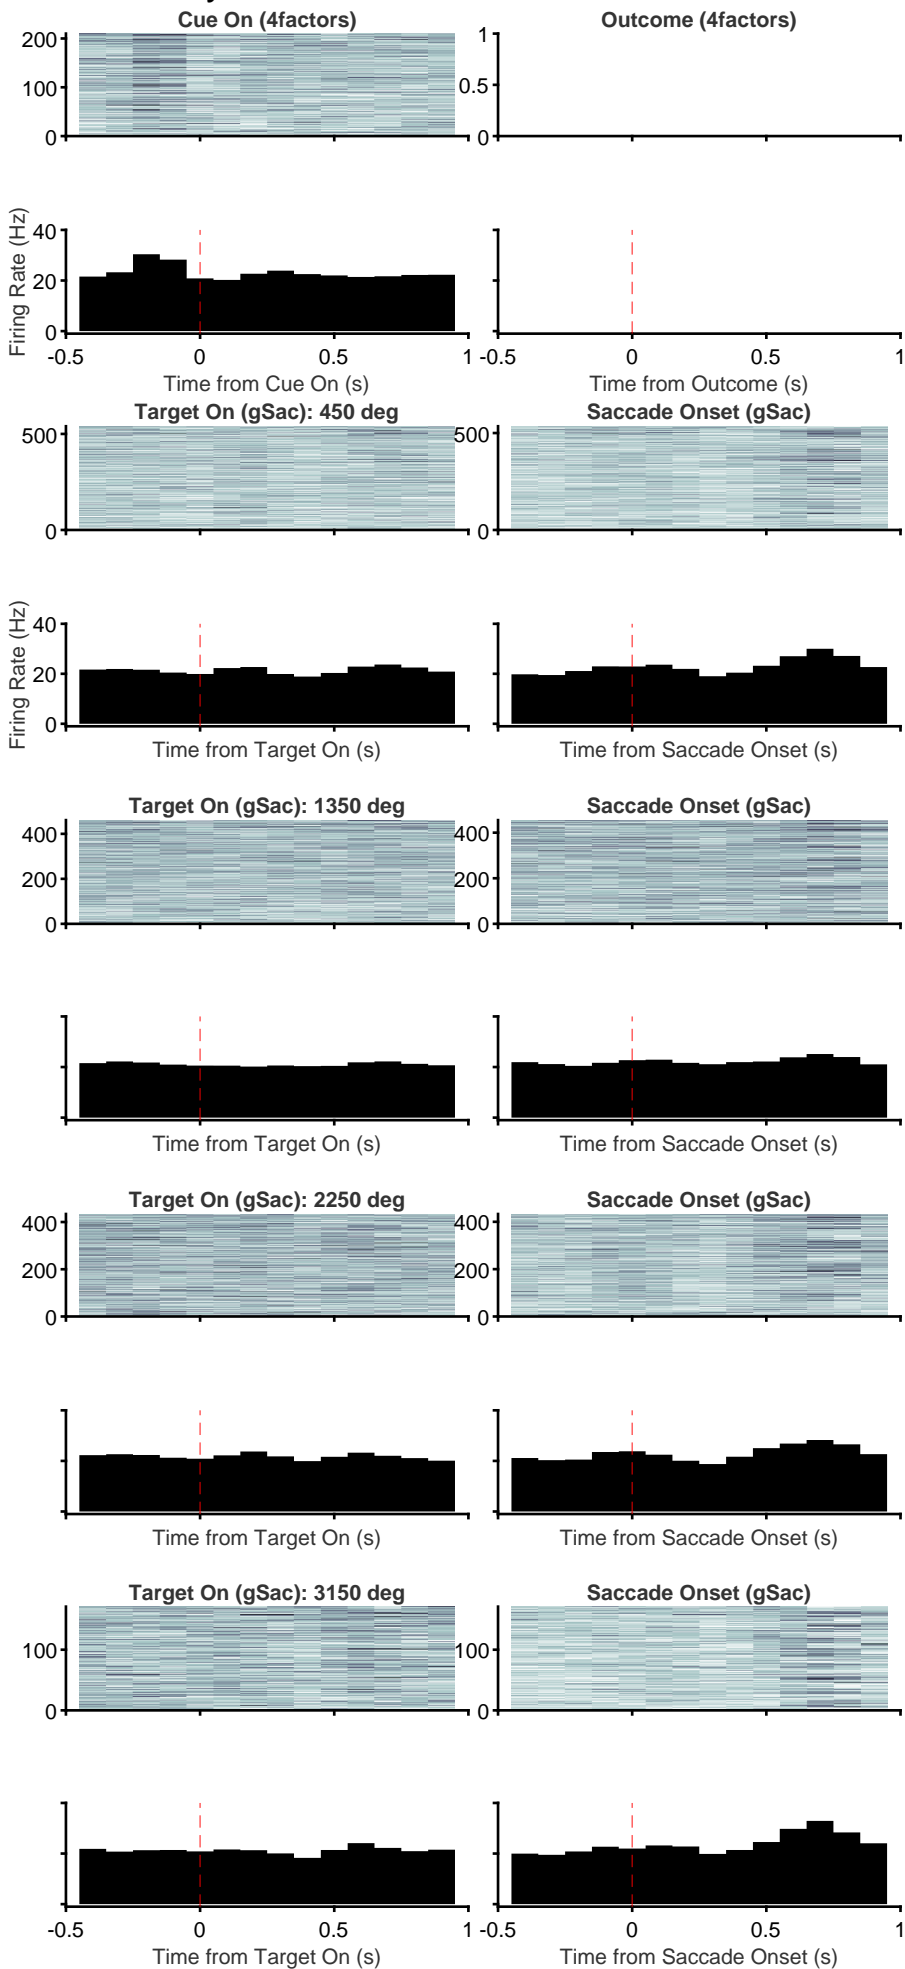 Cue On (4factors)
Outcome (4factors)
200
100
0
1
0.5
0
Firing Rate (Hz)
40
20
0
-0.5 0 0.5 1
-0.5 0 0.5 1
Time from Cue On (s)
Time from Outcome (s)
Target On (gSac): 450 deg
Saccade Onset (gSac)
500
0
500
0
Firing Rate (Hz)
40
20
0
Time from Target On (s)
Time from Saccade Onset (s)
Target On (gSac): 1350 deg
Saccade Onset (gSac)
400
200
0
400
200
0
Time from Target On (s)
Time from Saccade Onset (s)
Target On (gSac): 2250 deg
Saccade Onset (gSac)
400
200
0
400
200
0
Time from Target On (s)
Time from Saccade Onset (s)
Target On (gSac): 3150 deg
Saccade Onset (gSac)
100
0
100
0
-0.5 0 0.5 1
-0.5 0 0.5 1
Time from Target On (s)
Time from Saccade Onset (s)